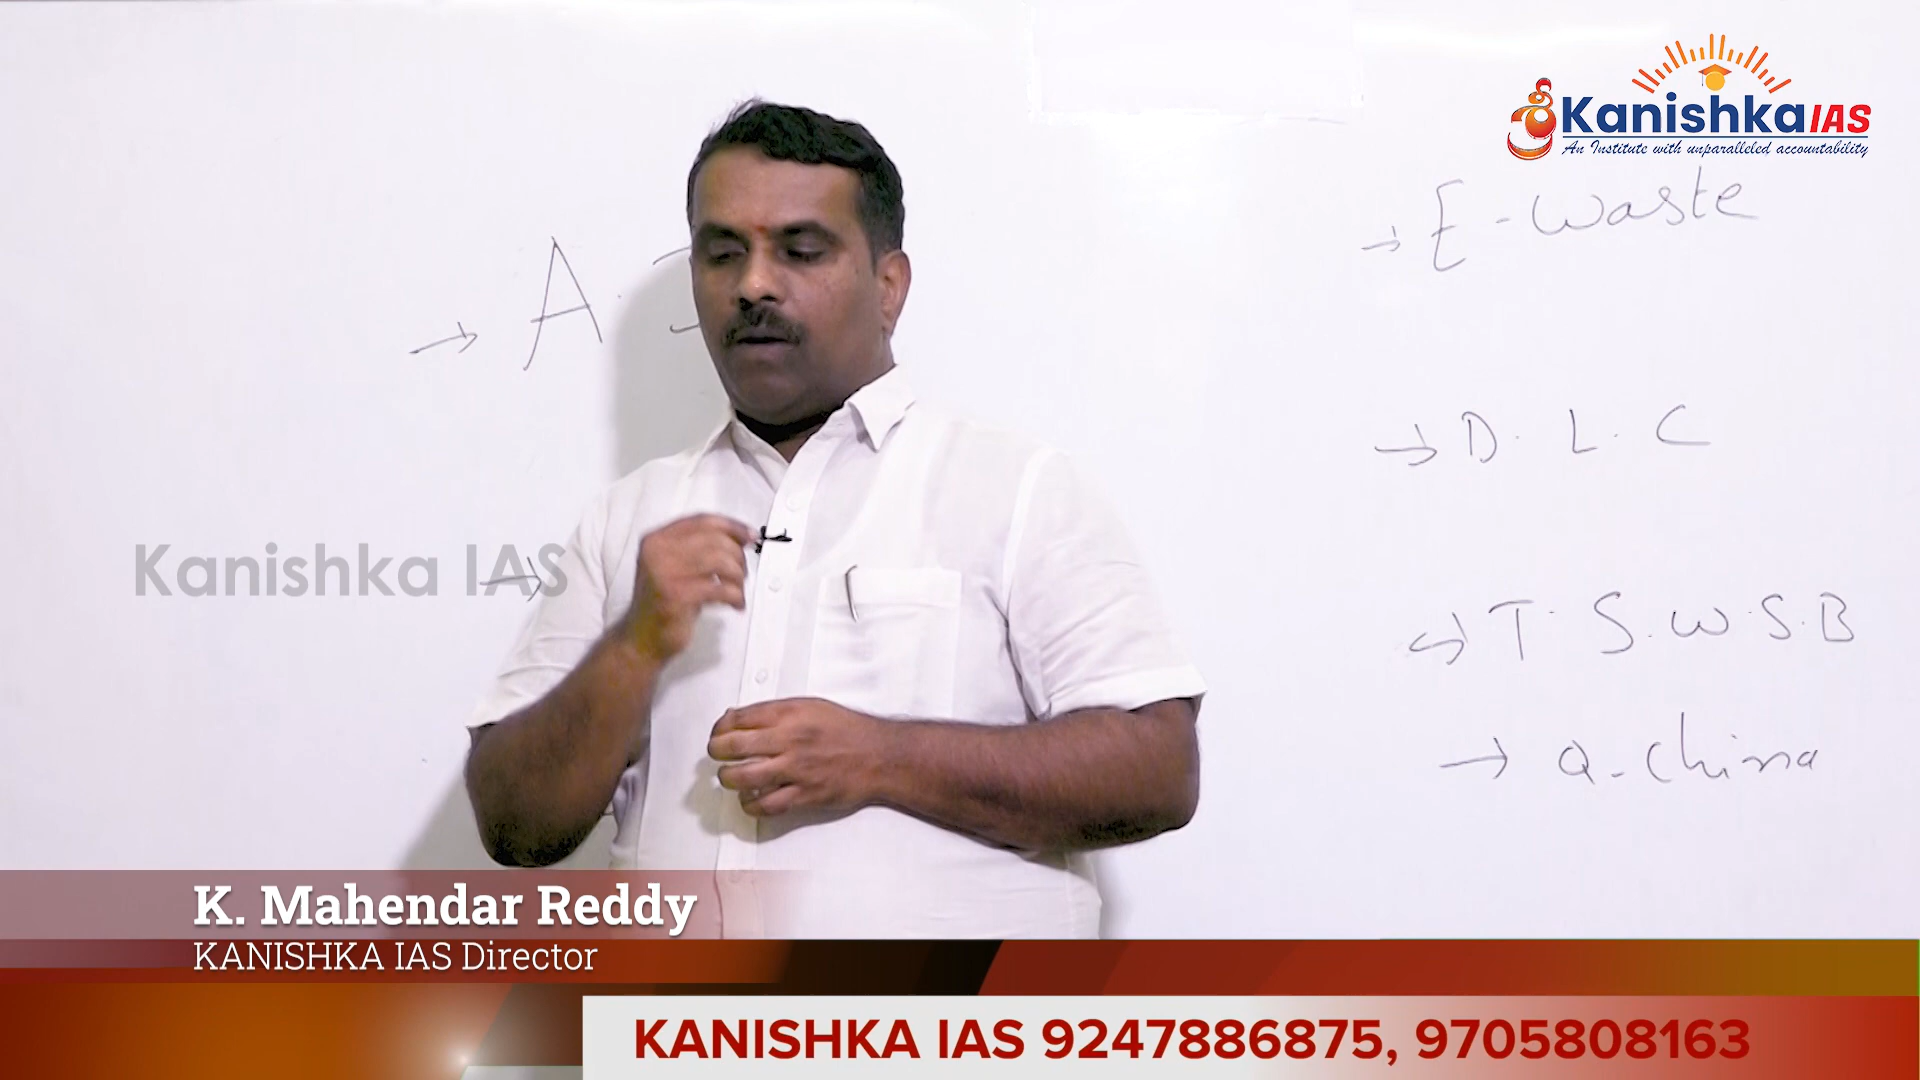 Kanishka IAS
An Institute with unparalleled accountability
→ E-waste
→ A.
→ D. L. C
Kanishka IAS
→ T. S. W. S. B
→ Q-China
K. Mahendar Reddy
KANISHKA IAS Director
KANISHKA IAS 9247886875, 9705808163